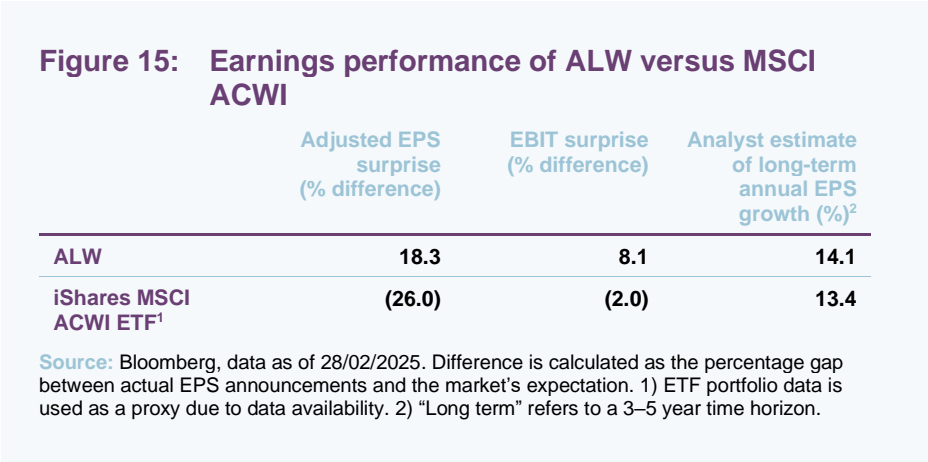 Figure 15: Earnings performance of ALW versus MSCI
ACWI
Adjusted EPS
surprise
(% difference)
EBIT surprise
(% difference)
Analyst estimate
of long-term
annual EPS
growth (%)²
ALW 18.3 8.1 14.1
iShares MSCI
ACWI ETF¹ (26.0) (2.0) 13.4
Source: Bloomberg, data as of 28/02/2025. Difference is calculated as the percentage gap
between actual EPS announcements and the market's expectation. 1) ETF portfolio data is
used as a proxy due to data availability. 2) “Long term” refers to a 3–5 year time horizon.